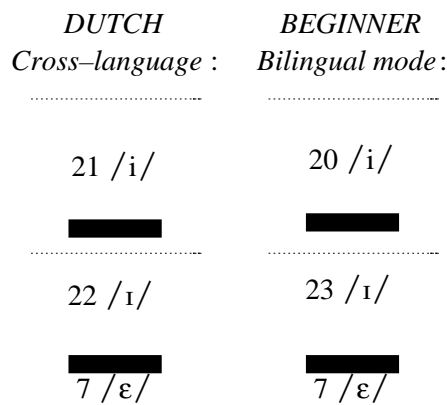 DUTCH BEGINNER
Cross–language : Bilingual mode:
21 /i/ 20 /i/
22 /ɪ/ 23 /ɪ/
7 /ɛ/ 7 /ɛ/